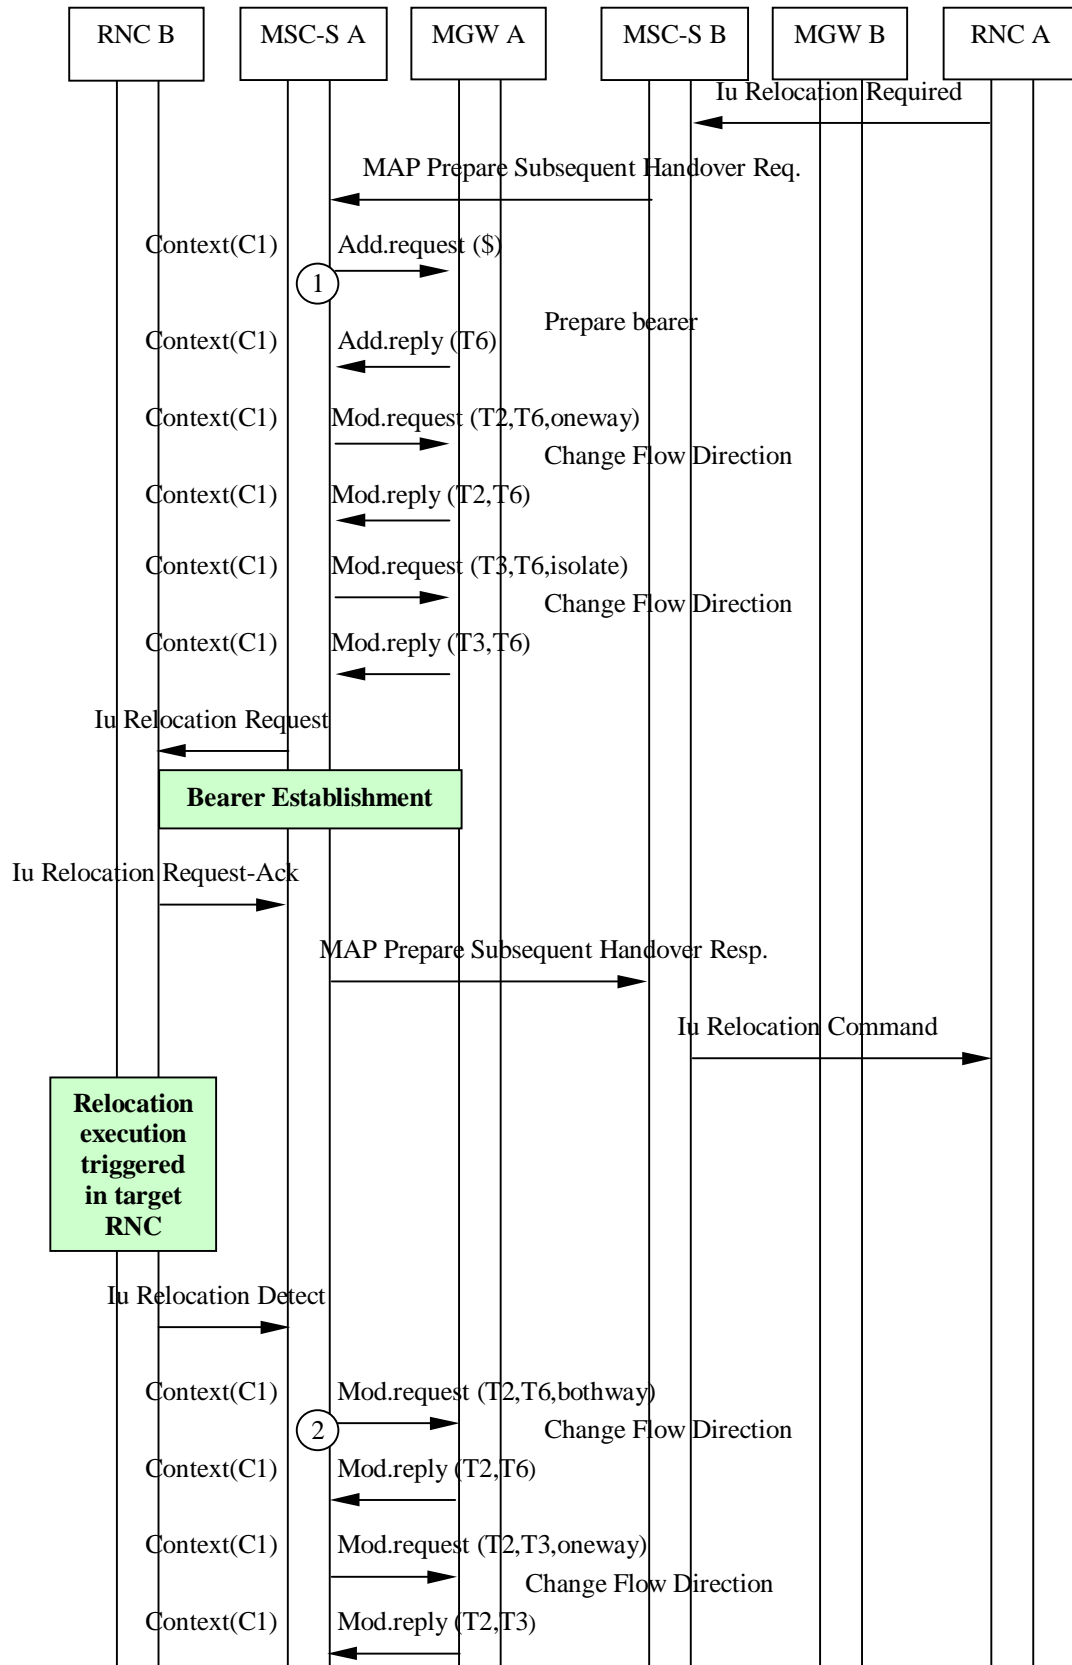 RNC B
MSC-S A
MGW A
MSC-S B
MGW B
RNC A
Iu Relocation Required
MAP Prepare Subsequent Handover Req.
Context(C1)
Add.request ($)
1
Prepare bearer
Context(C1)
Add.reply (T6)
Context(C1)
Mod.request (T2,T6,oneway)
Change Flow Direction
Context(C1)
Mod.reply (T2,T6)
Context(C1)
Mod.request (T3,T6,isolate)
Change Flow Direction
Context(C1)
Mod.reply (T3,T6)
Iu Relocation Request
Bearer Establishment
Iu Relocation Request-Ack
MAP Prepare Subsequent Handover Resp.
Iu Relocation Command
Relocation
execution
triggered
in target
RNC
Iu Relocation Detect
Context(C1)
Mod.request (T2,T6,bothway)
2
Change Flow Direction
Context(C1)
Mod.reply (T2,T6)
Context(C1)
Mod.request (T2,T3,oneway)
Change Flow Direction
Context(C1)
Mod.reply (T2,T3)